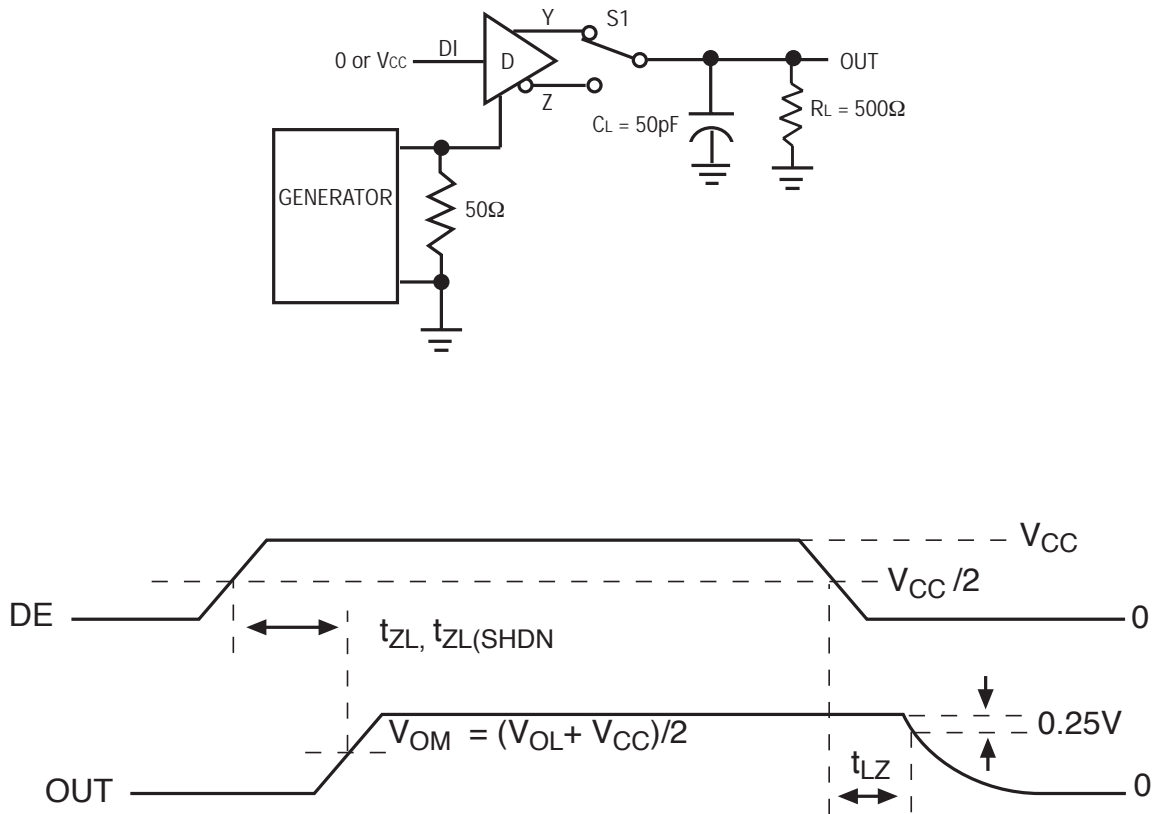 Y
S1
0 or VCC
DI
D
OUT
Z
CL = 50pF
RL = 500Ω
GENERATOR
50Ω
VCC
VCC /2
DE
0
tZL, tZL(SHDN
VOM = (VOL+ VCC)/2
0.25V
tLZ
OUT
0